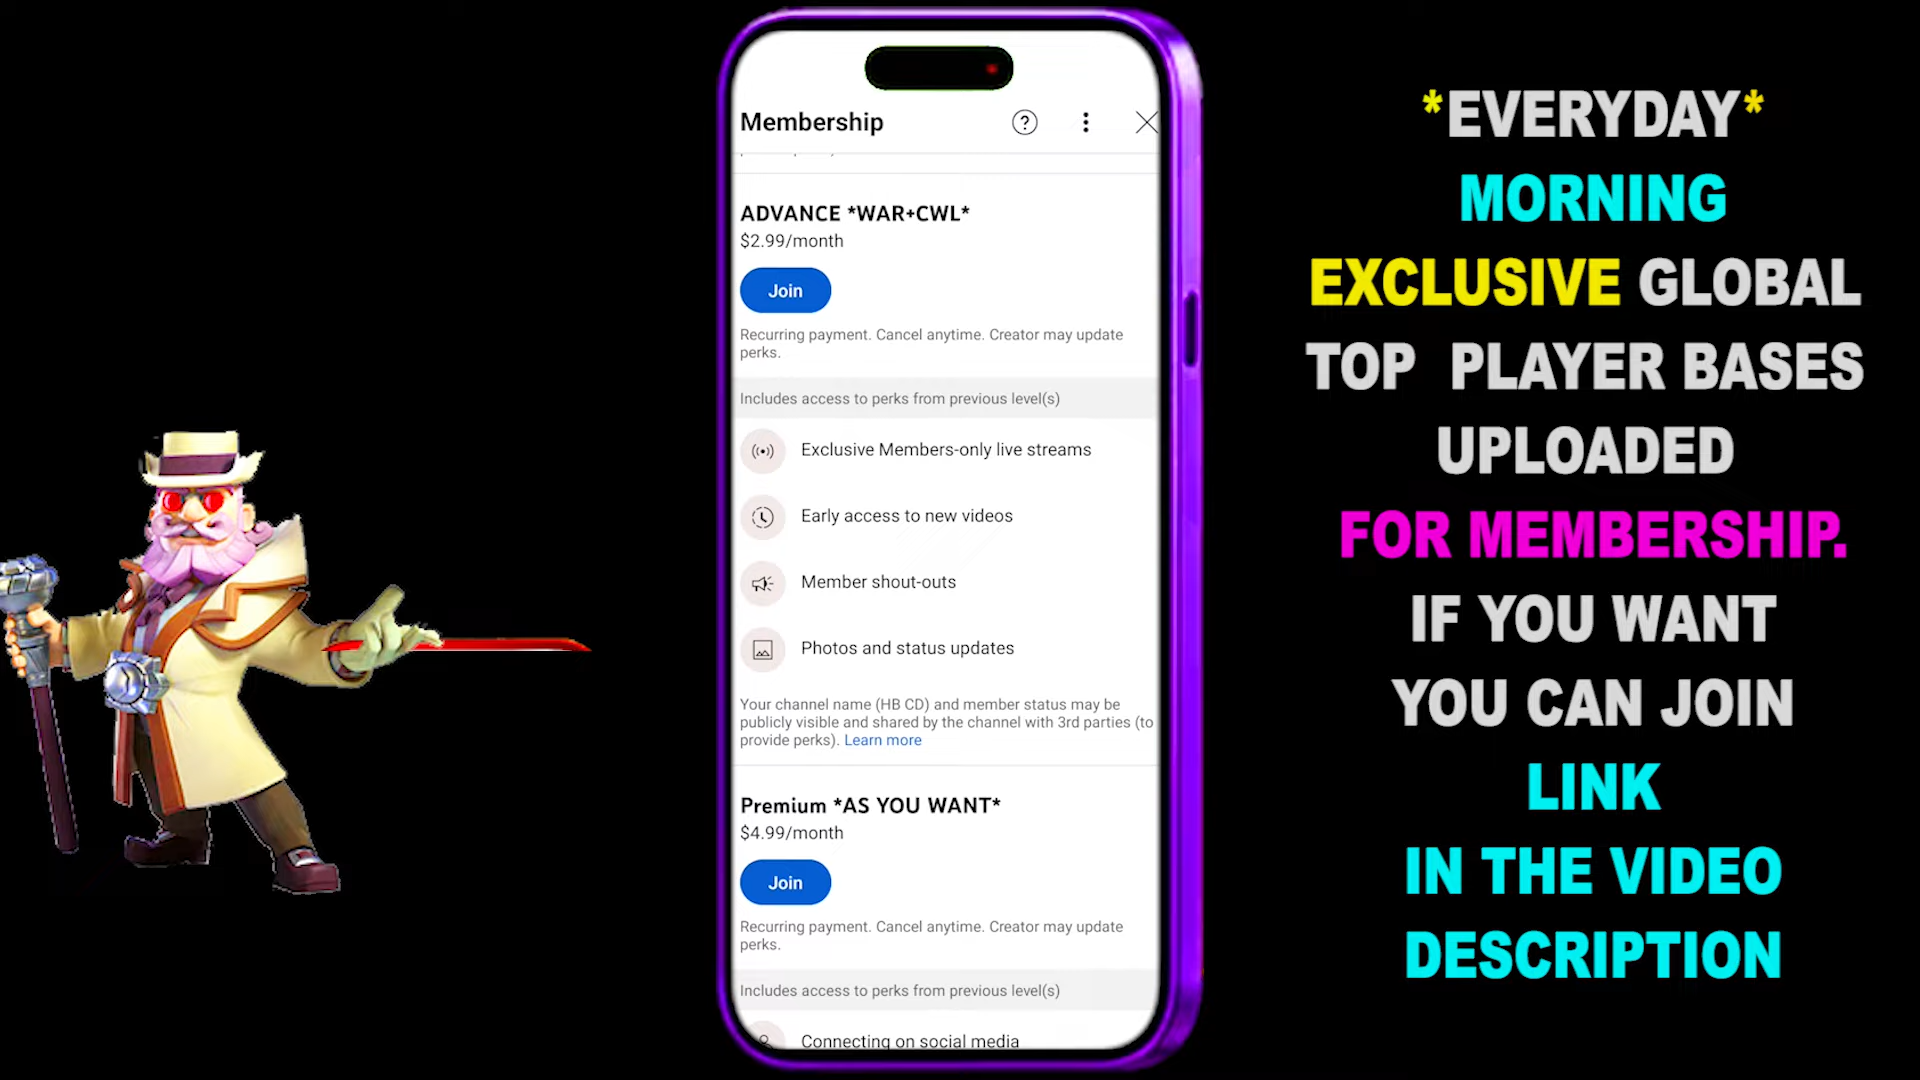 Membership
ADVANCE *WAR+CWL*
$2.99/month
Join
Recurring payment. Cancel anytime. Creator may update
perks.
Includes access to perks from previous level(s)
Exclusive Members-only live streams
Early access to new videos
Member shout-outs
Photos and status updates
Your channel name (HB CD) and member status may be
publicly visible and shared by the channel with 3rd parties (to
provide perks). Learn more
Premium *AS YOU WANT*
$4.99/month
Join
Recurring payment. Cancel anytime. Creator may update
perks.
Includes access to perks from previous level(s)
Connecting on social media
*EVERYDAY*
MORNING
EXCLUSIVE GLOBAL
TOP PLAYER BASES
UPLOADED
FOR MEMBERSHIP.
IF YOU WANT
YOU CAN JOIN
LINK
IN THE VIDEO
DESCRIPTION